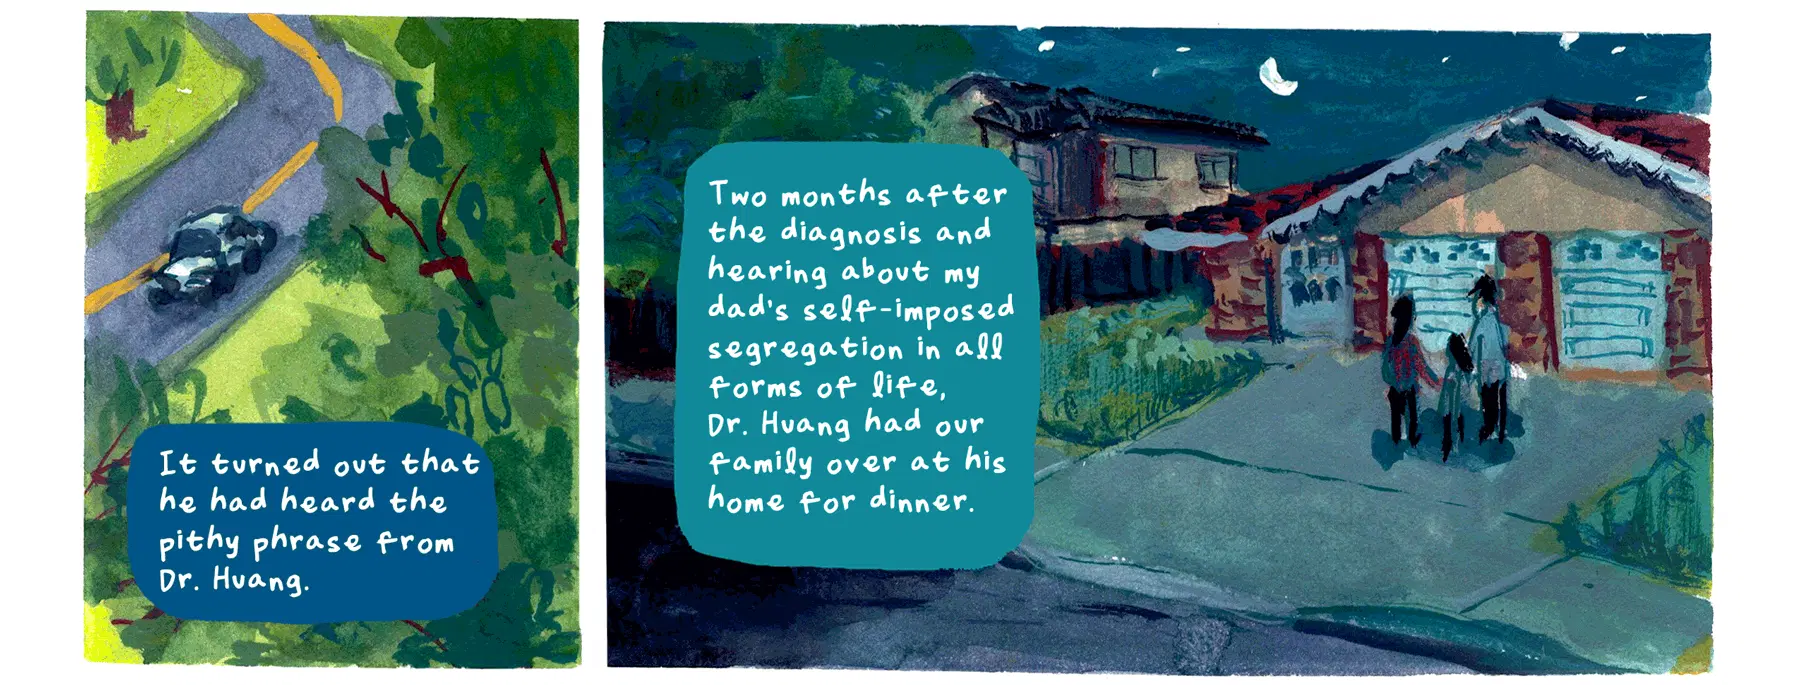 It turned out that
he had heard the
pithy phrase from
Dr. Huang.
Two months after
the diagnosis and
hearing about my
dad's self-imposed
segregation in all
forms of life,
Dr. Huang had our
family over at his
home for dinner.